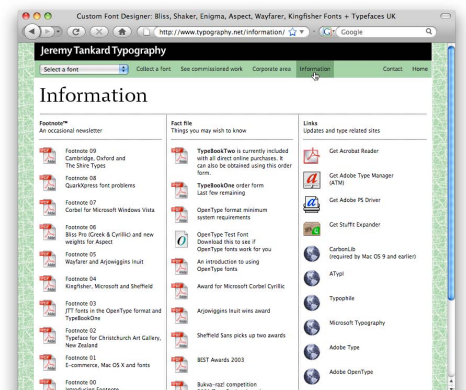 Custom Font Designer: Bliss, Shaker, Enigma, Aspect, Wayfarer, Kingfisher Fonts + Typefaces UK
http://www.typography.net/information/
Google
Jeremy Tankard Typography
Select a font
Collect a font
See commissioned work
Corporate area
Information
Contact
Home
Information
Footnote™
An occasional newsletter
Footnote 09
Cambridge, Oxford and
The Shire Types
Footnote 08
QuarkXpress font problems
Footnote 07
Corbel for Microsoft Windows Vista
Footnote 06
Bliss Pro (Greek & Cyrillic) and new
weights for Aspect
Footnote 05
Wayfarer and Arjowiggins Inuit
Footnote 04
Kingfisher, Microsoft and Sheffield
Footnote 03
JTT fonts in the OpenType format and
TypeBookOne
Footnote 02
Typeface for Christchurch Art Gallery,
New Zealand
Footnote 01
E-commerce, Mac OS X and fonts
Footnote 00
Introducing Footnote
Fact file
Things you may wish to know
TypeBookTwo is currently included
with all direct online purchases. It
can also be obtained using this order
form.
TypeBookOne order form
Last few remaining
OpenType format minimum
system requirements
OpenType Test Font
Download this to see if
OpenType fonts work for you
An introduction to using
OpenType fonts
Award for Microsoft Corbel Cyrillic
Arjowiggins Inuit wins award
Sheffield Sans picks up two awards
BEST Awards 2003
Bukva-raz! competition
Links
Updates and type related sites
Get Acrobat Reader
Get Adobe Type Manager
(ATM)
Get Adobe PS Driver
Get StuffIt Expander
CarbonLib
(required by Mac OS 9 and earlier)
ATypI
Typophile
Microsoft Typography
Adobe Type
Adobe OpenType